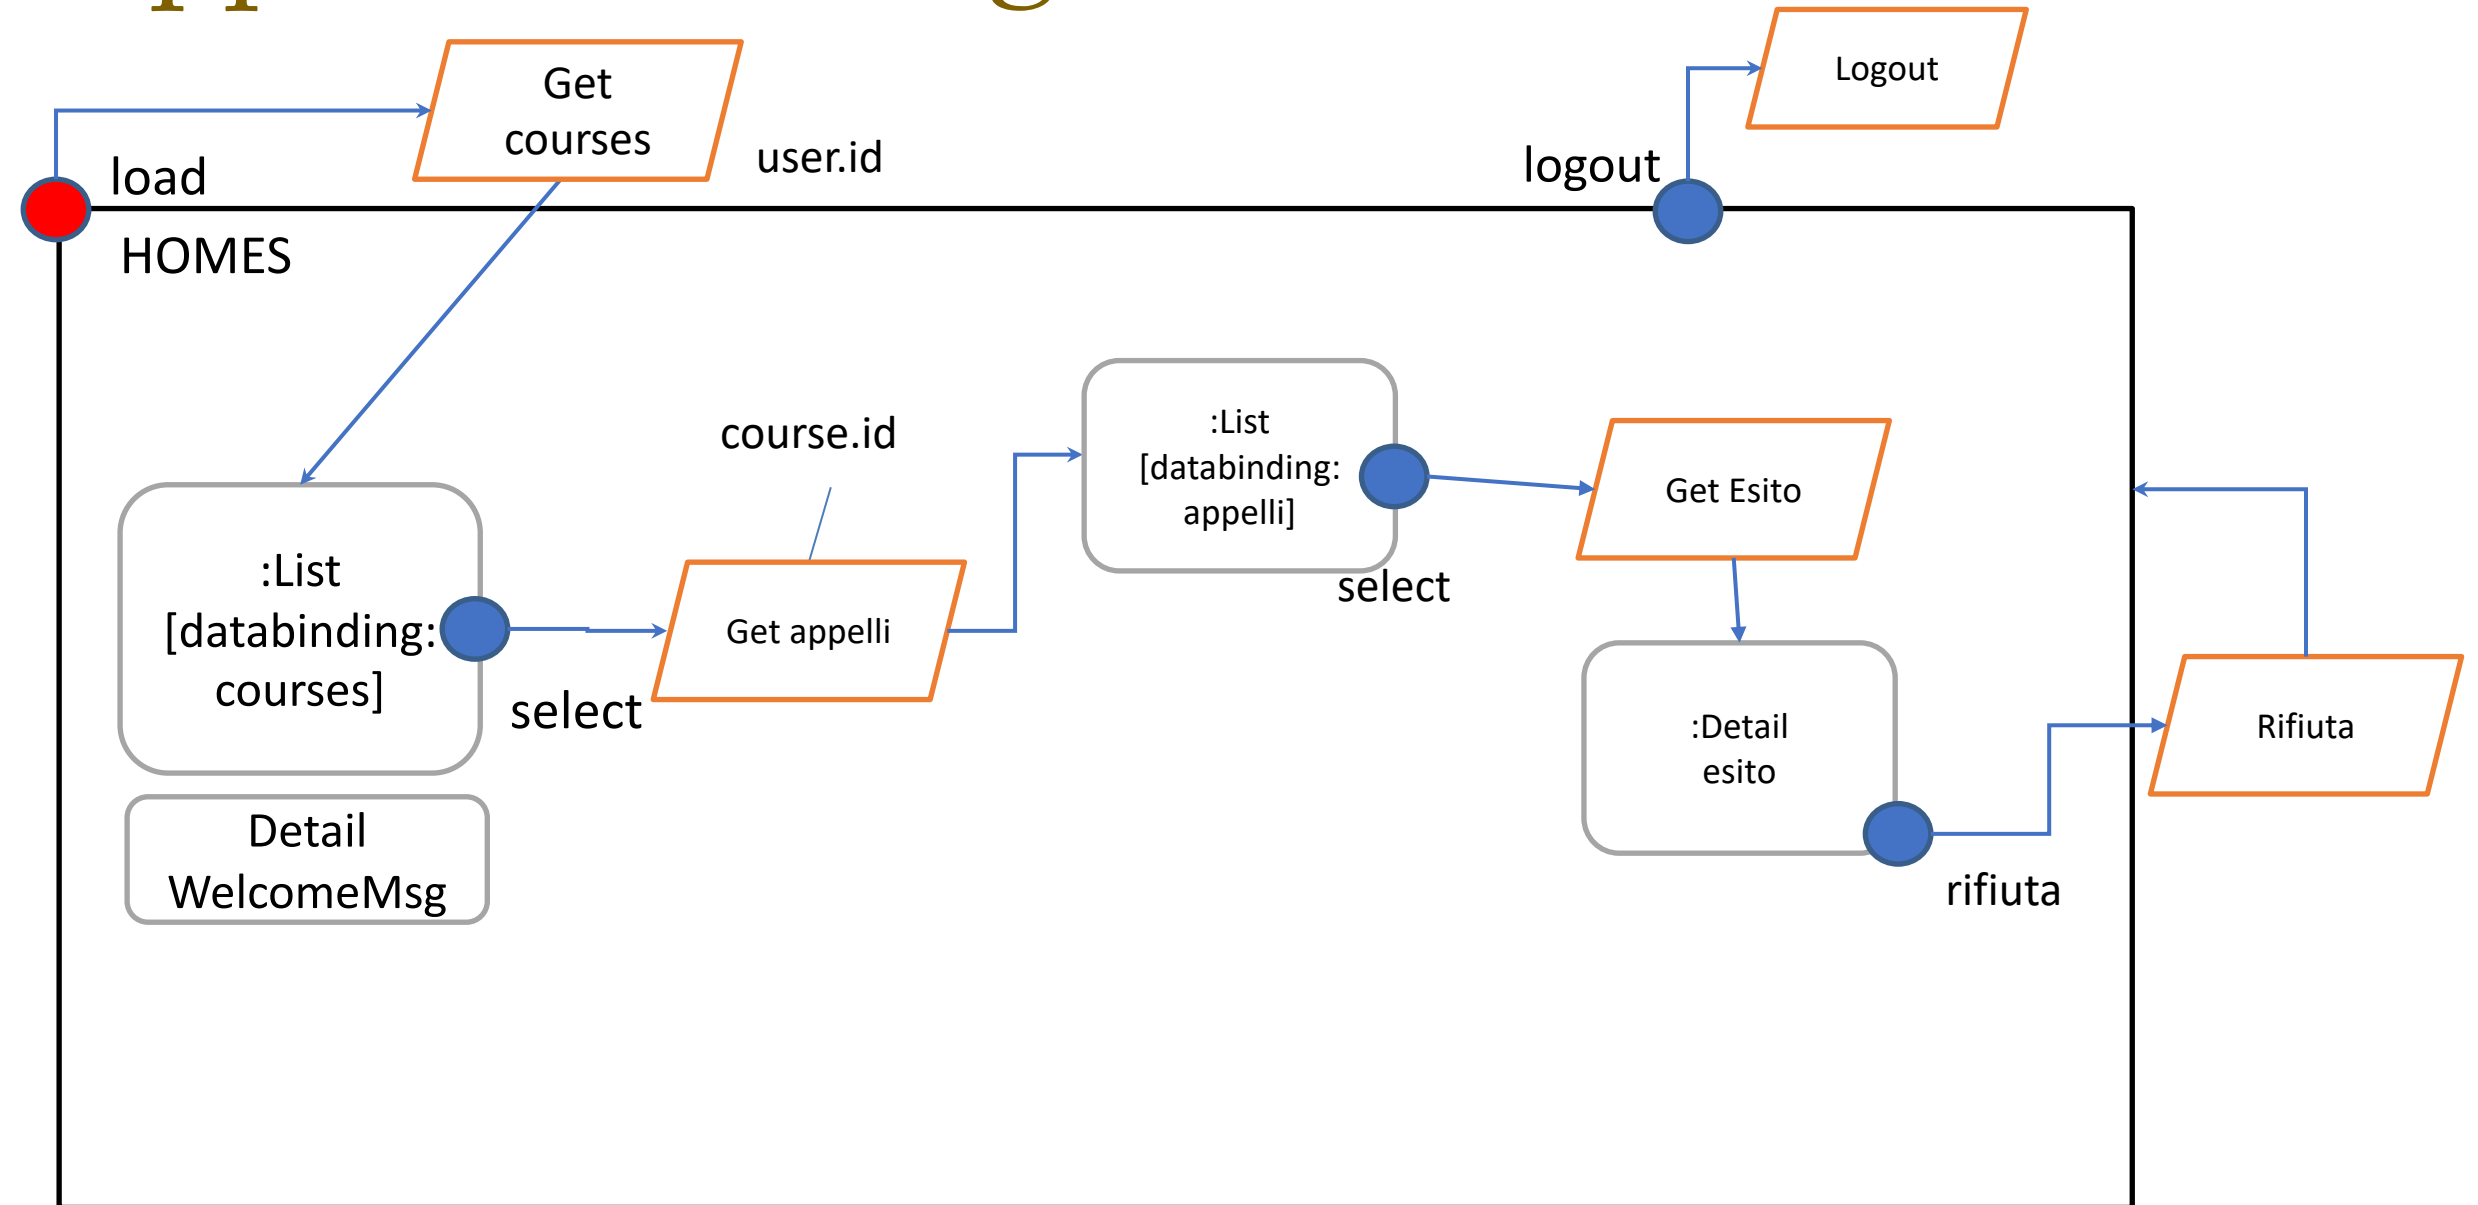 Get
courses
user.id
load
Logout
logout
HOMES
course.id
:List
[databinding:
appelli]
select
Get Esito
:List
[databinding:
courses]
select
Get appelli
:Detail
esito
rifiuta
Rifiuta
Detail
WelcomeMsg